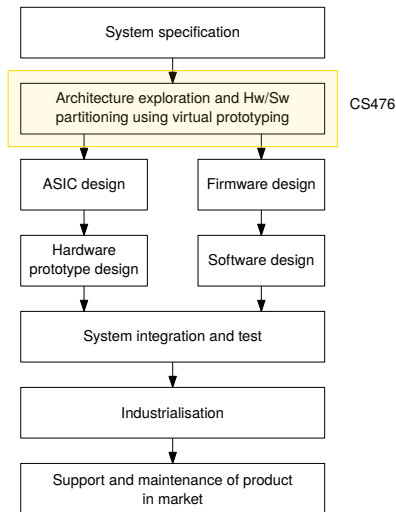 System specification
Architecture exploration and Hw/Sw
partitioning using virtual prototyping
CS476
ASIC design
Firmware design
Hardware
prototype design
Software design
System integration and test
Industrialisation
Support and maintenance of product
in market